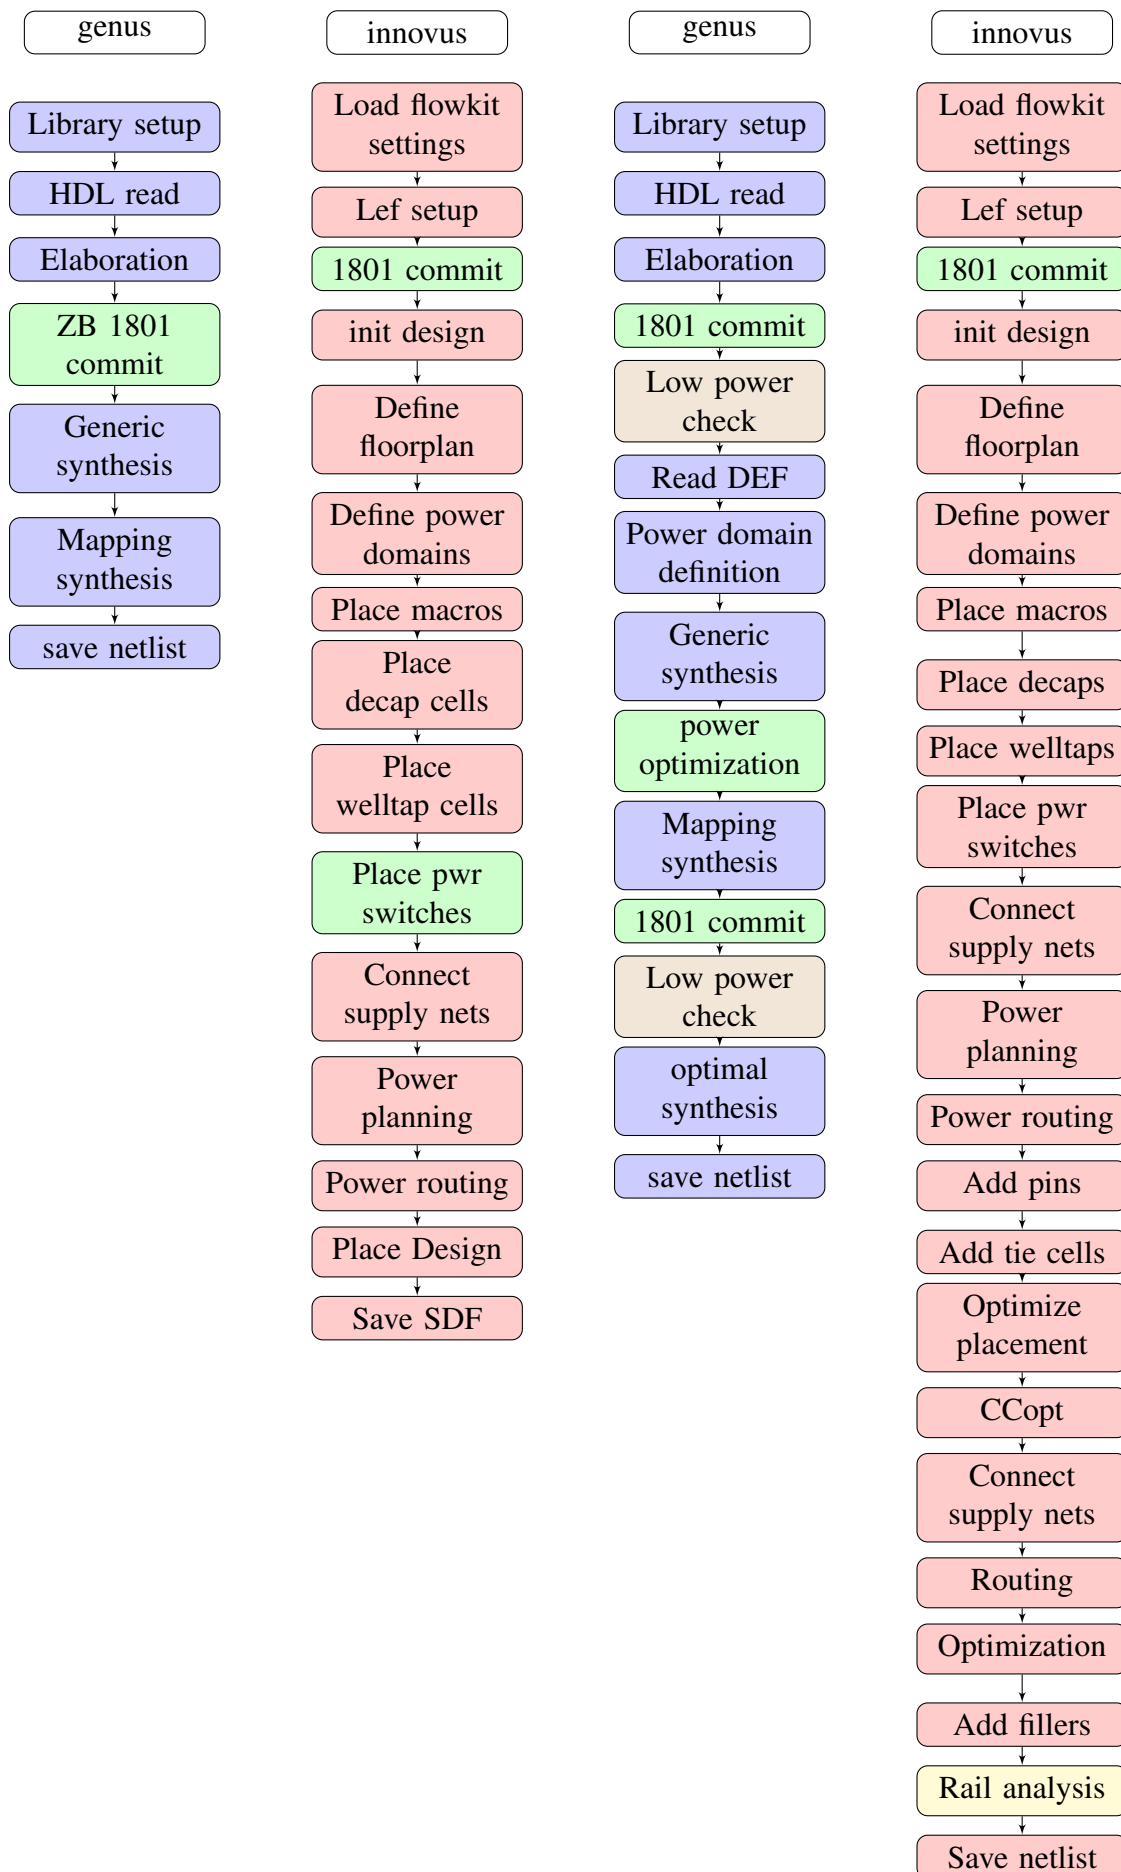 genus
Library setup
HDL read
Elaboration
ZB 1801
commit
Generic
synthesis
Mapping
synthesis
save netlist
innovus
Load flowkit
settings
Lef setup
1801 commit
init design
Define
floorplan
Define power
domains
Place macros
Place
decap cells
Place
welltap cells
Place pwr
switches
Connect
supply nets
Power
planning
Power routing
Place Design
Save SDF
genus
Library setup
HDL read
Elaboration
1801 commit
Low power
check
Read DEF
Power domain
definition
Generic
synthesis
power
optimization
Mapping
synthesis
1801 commit
Low power
check
optimal
synthesis
save netlist
innovus
Load flowkit
settings
Lef setup
1801 commit
init design
Define
floorplan
Define power
domains
Place macros
Place decaps
Place welltaps
Place pwr
switches
Connect
supply nets
Power
planning
Power routing
Add pins
Add tie cells
Optimize
placement
CCopt
Connect
supply nets
Routing
Optimization
Add fillers
Rail analysis
Save netlist